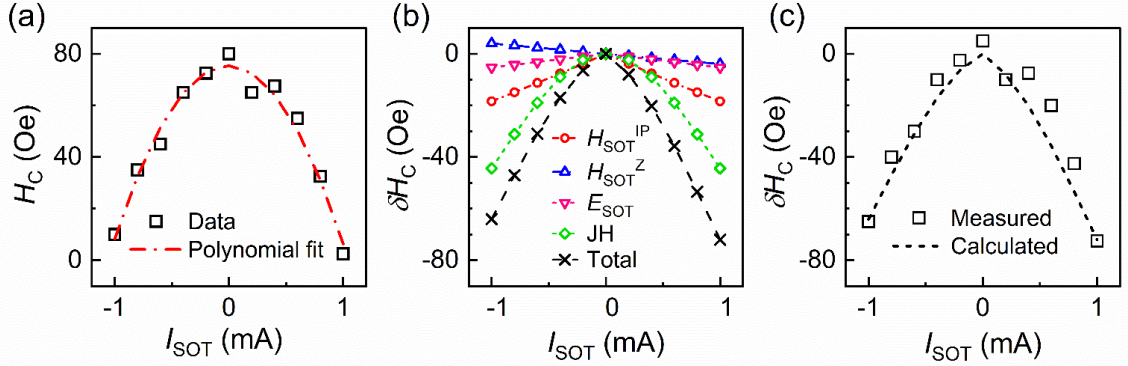 (a)
80
40
0
H_C (Oe)
Data
Polynomial fit
-1
0
1
I_SOT (mA)
(b)
0
-40
-80
δH_C (Oe)
H_SOT^IP
H_SOT^Z
E_SOT
JH
Total
-1
0
1
I_SOT (mA)
(c)
0
-40
-80
δH_C (Oe)
Measured
Calculated
-1
0
1
I_SOT (mA)